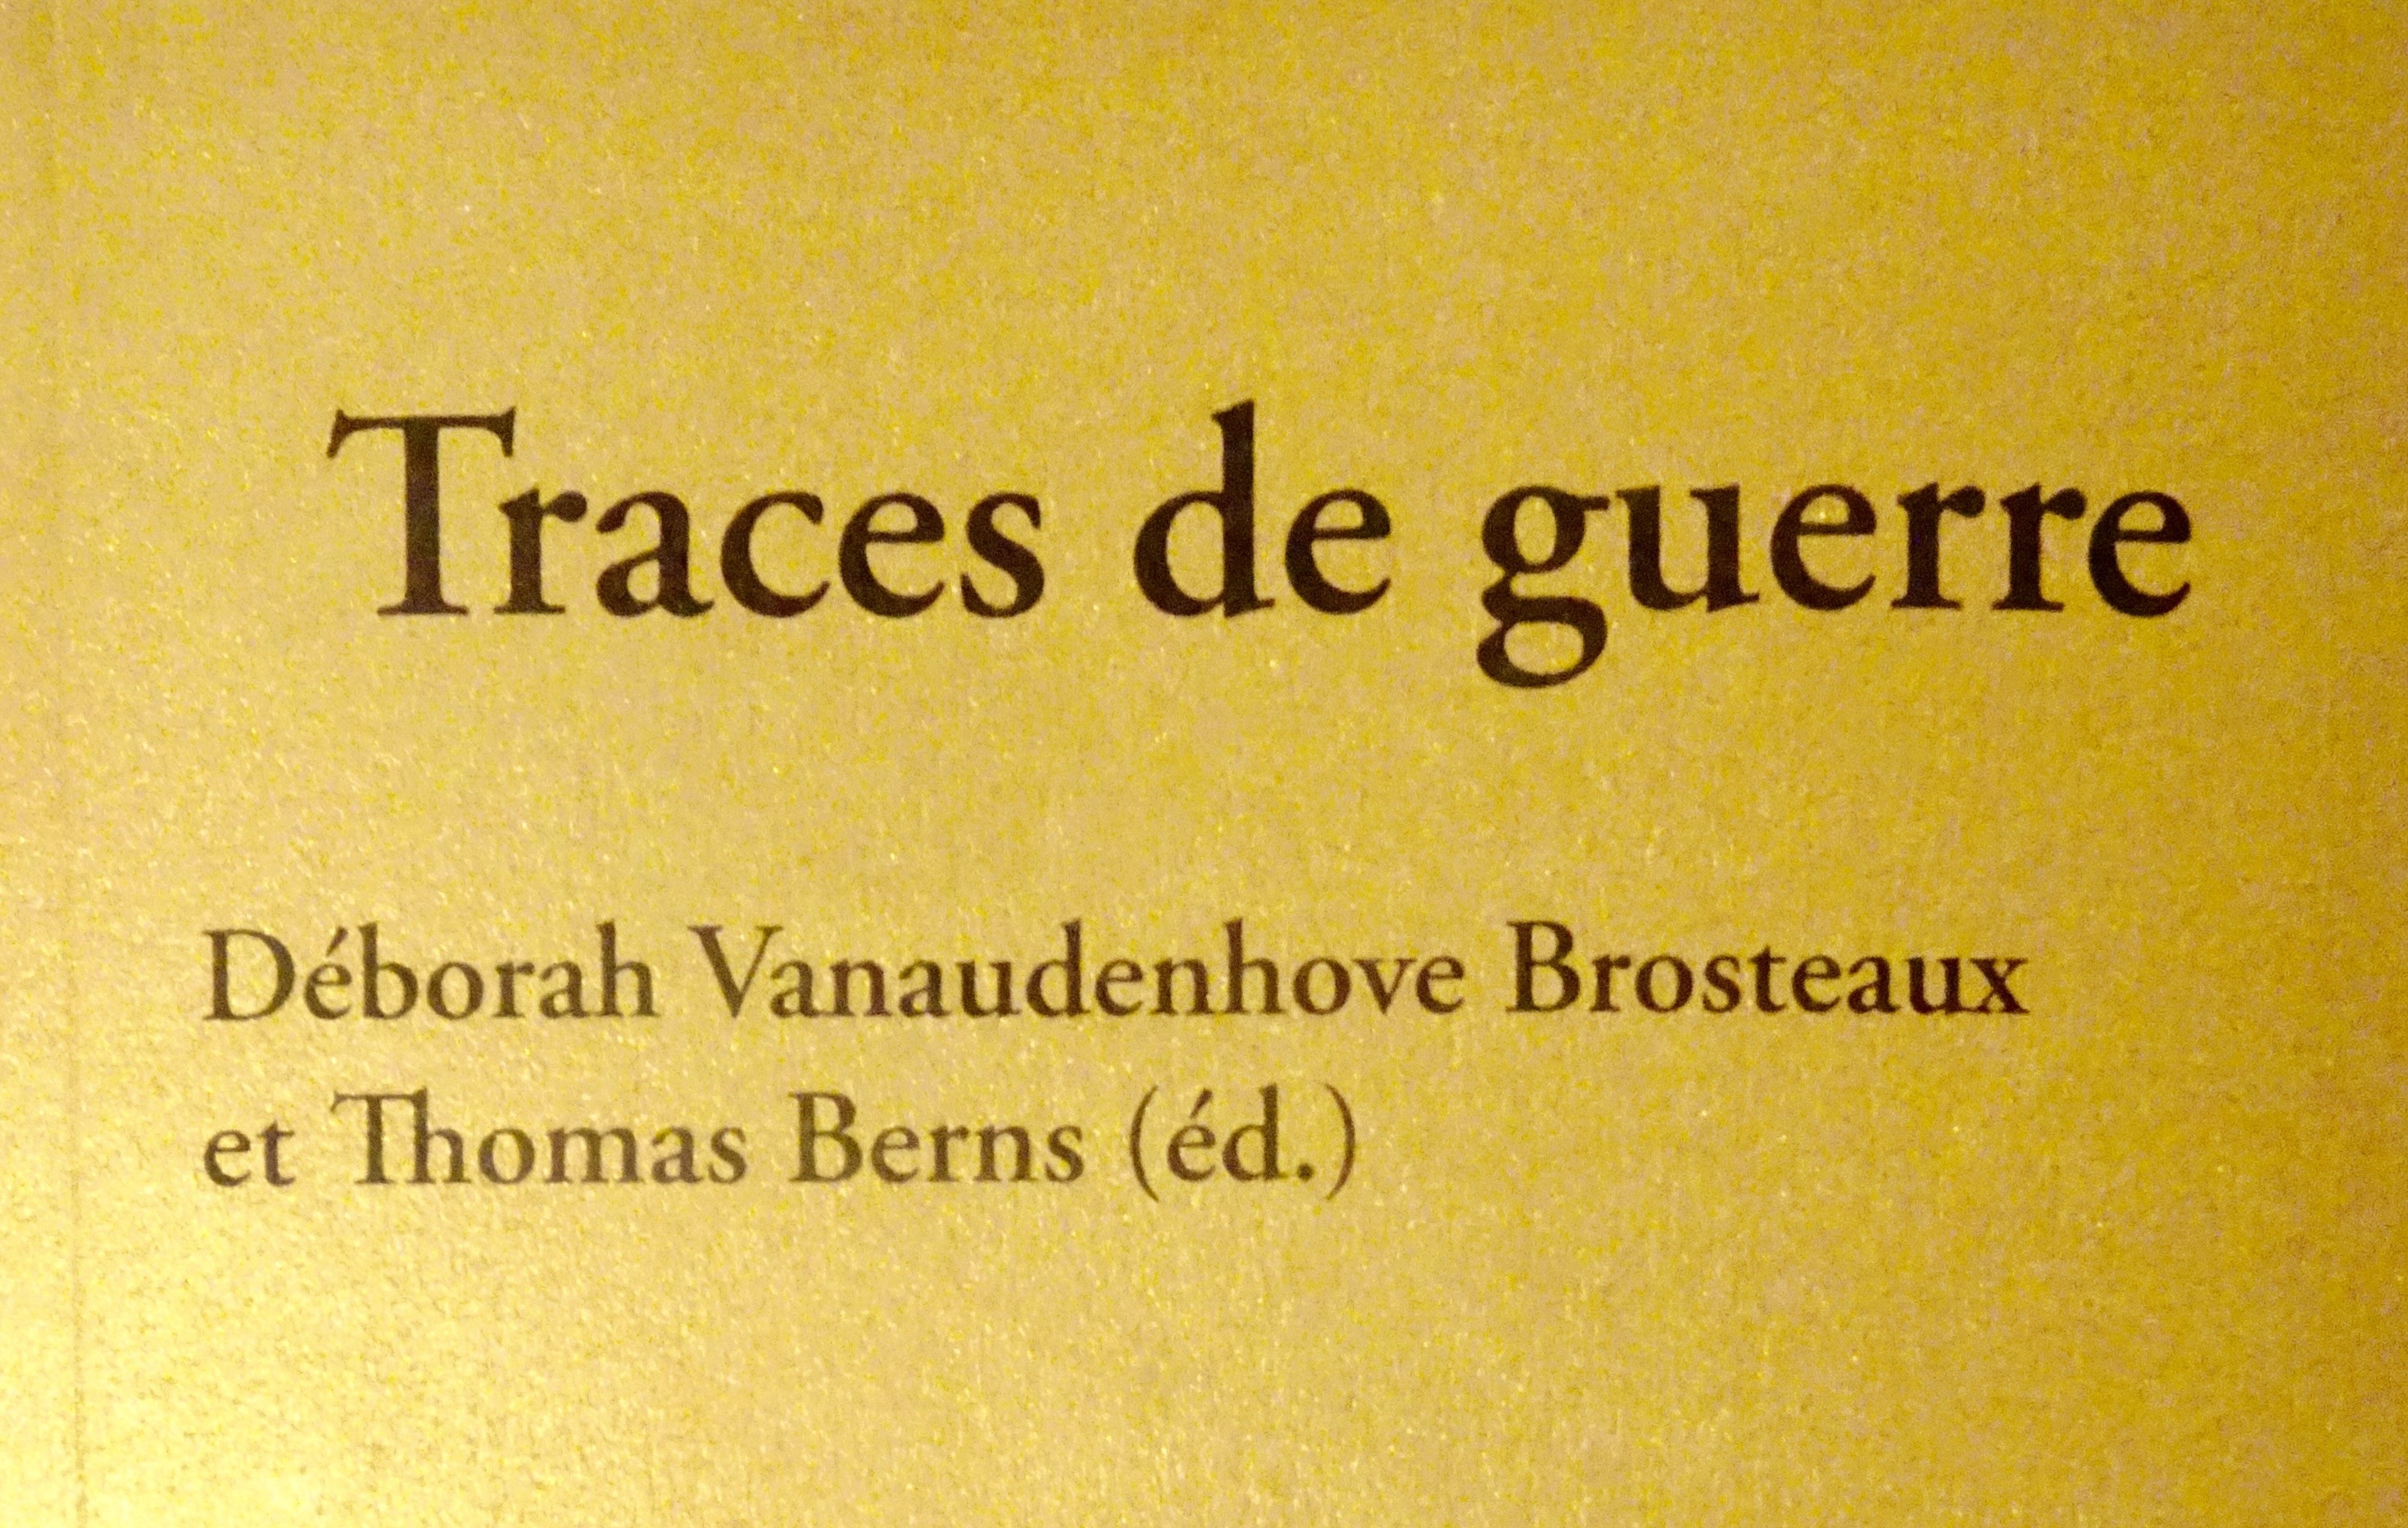 Traces de guerre
Déborah Vanaudenhove Brosteaux
et Thomas Berns (éd.)